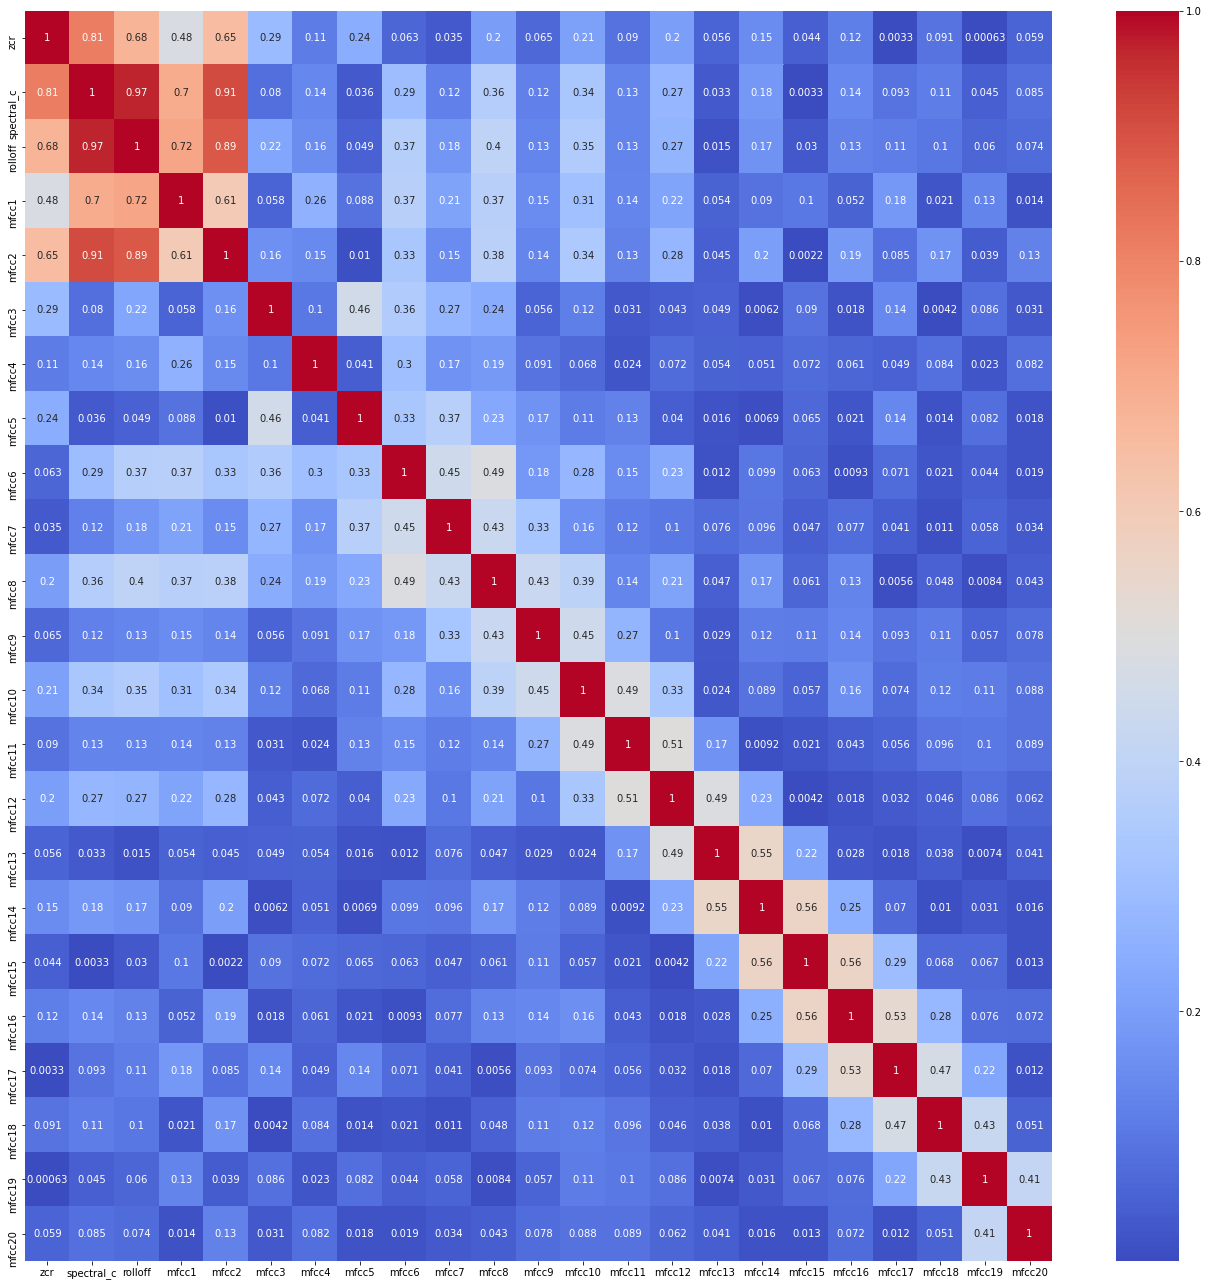 zcr 1 0.81 0.68 0.48 0.65 0.29 0.11 0.24 0.063 0.035 0.2 0.065 0.21 0.09 0.2 0.056 0.15 0.044 0.12 0.0033 0.091 0.00063 0.059
spectral_c 0.81 1 0.97 0.7 0.91 0.08 0.14 0.036 0.29 0.12 0.36 0.12 0.34 0.13 0.27 0.033 0.18 0.0033 0.14 0.093 0.11 0.045 0.085
rolloff 0.68 0.97 1 0.72 0.89 0.22 0.16 0.049 0.37 0.18 0.4 0.13 0.35 0.13 0.27 0.015 0.17 0.03 0.13 0.11 0.1 0.06 0.074
mfcc1 0.48 0.7 0.72 1 0.61 0.058 0.26 0.088 0.37 0.21 0.37 0.15 0.31 0.14 0.22 0.054 0.09 0.1 0.052 0.18 0.021 0.13 0.014
mfcc2 0.65 0.91 0.89 0.61 1 0.16 0.15 0.01 0.33 0.15 0.38 0.14 0.34 0.13 0.28 0.045 0.2 0.0022 0.19 0.085 0.17 0.039 0.13
mfcc3 0.29 0.08 0.22 0.058 0.16 1 0.1 0.46 0.36 0.27 0.24 0.056 0.12 0.031 0.043 0.049 0.0062 0.09 0.018 0.14 0.0042 0.086 0.031
mfcc4 0.11 0.14 0.16 0.26 0.15 0.1 1 0.041 0.3 0.17 0.19 0.091 0.068 0.024 0.072 0.054 0.051 0.072 0.061 0.049 0.084 0.023 0.082
mfcc5 0.24 0.036 0.049 0.088 0.01 0.46 0.041 1 0.33 0.37 0.23 0.17 0.11 0.13 0.04 0.016 0.0069 0.065 0.021 0.14 0.014 0.082 0.018
mfcc6 0.063 0.29 0.37 0.37 0.33 0.36 0.3 0.33 1 0.45 0.49 0.18 0.28 0.15 0.23 0.012 0.099 0.063 0.0093 0.071 0.021 0.044 0.019
mfcc7 0.035 0.12 0.18 0.21 0.15 0.27 0.17 0.37 0.45 1 0.43 0.33 0.16 0.12 0.1 0.076 0.096 0.047 0.077 0.041 0.011 0.058 0.034
mfcc8 0.2 0.36 0.4 0.37 0.38 0.24 0.19 0.23 0.49 0.43 1 0.43 0.39 0.14 0.21 0.047 0.17 0.061 0.13 0.0056 0.048 0.0084 0.043
mfcc9 0.065 0.12 0.13 0.15 0.14 0.056 0.091 0.17 0.18 0.33 0.43 1 0.45 0.27 0.1 0.029 0.12 0.11 0.14 0.093 0.11 0.057 0.078
mfcc10 0.21 0.34 0.35 0.31 0.34 0.12 0.068 0.11 0.28 0.16 0.39 0.45 1 0.49 0.33 0.024 0.089 0.057 0.16 0.074 0.12 0.11 0.088
mfcc11 0.09 0.13 0.13 0.14 0.13 0.031 0.024 0.13 0.15 0.12 0.14 0.27 0.49 1 0.51 0.17 0.0092 0.021 0.043 0.056 0.096 0.1 0.089
mfcc12 0.2 0.27 0.27 0.22 0.28 0.043 0.072 0.04 0.23 0.1 0.21 0.1 0.33 0.51 1 0.49 0.23 0.0042 0.018 0.032 0.046 0.086 0.062
mfcc13 0.056 0.033 0.015 0.054 0.045 0.049 0.054 0.016 0.012 0.076 0.047 0.029 0.024 0.17 0.49 1 0.55 0.22 0.028 0.018 0.038 0.0074 0.041
mfcc14 0.15 0.18 0.17 0.09 0.2 0.0062 0.051 0.0069 0.099 0.096 0.17 0.12 0.089 0.0092 0.23 0.55 1 0.56 0.25 0.07 0.01 0.031 0.016
mfcc15 0.044 0.0033 0.03 0.1 0.0022 0.09 0.072 0.065 0.063 0.047 0.061 0.11 0.057 0.021 0.0042 0.22 0.56 1 0.56 0.29 0.068 0.067 0.013
mfcc16 0.12 0.14 0.13 0.052 0.19 0.018 0.061 0.021 0.0093 0.077 0.13 0.14 0.16 0.043 0.018 0.028 0.25 0.56 1 0.53 0.28 0.076 0.072
mfcc17 0.0033 0.093 0.11 0.18 0.085 0.14 0.049 0.14 0.071 0.041 0.0056 0.093 0.074 0.056 0.032 0.018 0.07 0.29 0.53 1 0.47 0.22 0.012
mfcc18 0.091 0.11 0.1 0.021 0.17 0.0042 0.084 0.014 0.021 0.011 0.048 0.11 0.12 0.096 0.046 0.038 0.01 0.068 0.28 0.47 1 0.43 0.051
mfcc19 0.00063 0.045 0.06 0.13 0.039 0.086 0.023 0.082 0.044 0.058 0.0084 0.057 0.11 0.1 0.086 0.0074 0.031 0.067 0.076 0.22 0.43 1 0.41
mfcc20 0.059 0.085 0.074 0.014 0.13 0.031 0.082 0.018 0.019 0.034 0.043 0.078 0.088 0.089 0.062 0.041 0.016 0.013 0.072 0.012 0.051 0.41 1
zcr spectral_c rolloff mfcc1 mfcc2 mfcc3 mfcc4 mfcc5 mfcc6 mfcc7 mfcc8 mfcc9 mfcc10 mfcc11 mfcc12 mfcc13 mfcc14 mfcc15 mfcc16 mfcc17 mfcc18 mfcc19 mfcc20
1.0
0.8
0.6
0.4
0.2